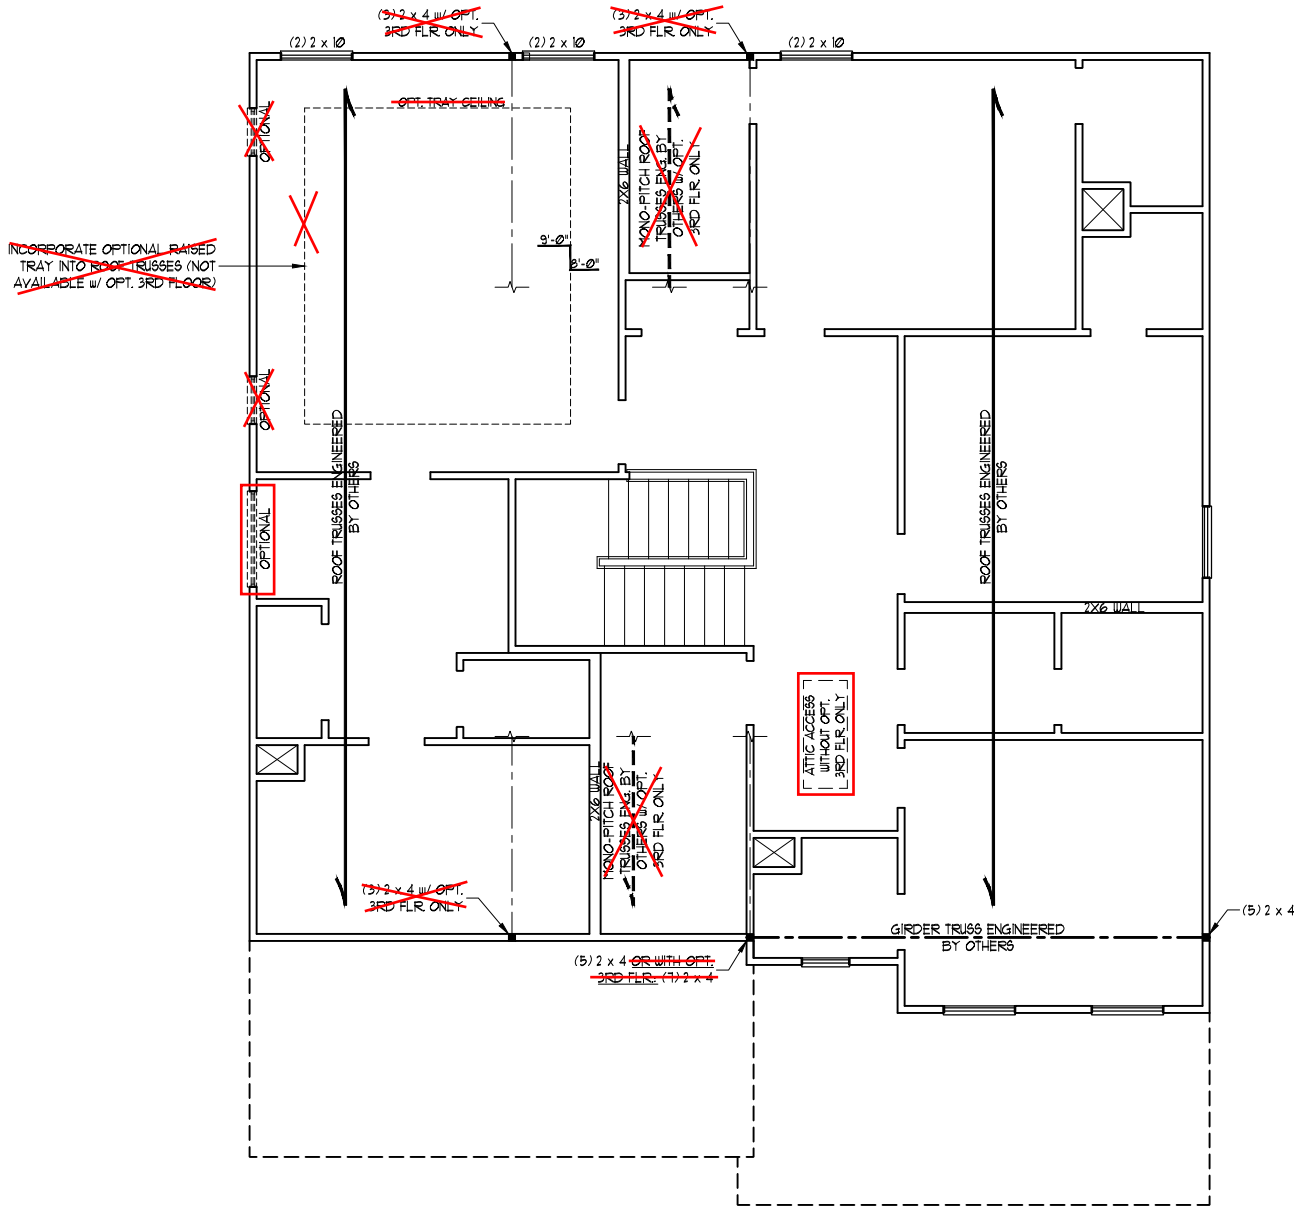 (3) 2 x 4 w/ OPT.
3RD FLR. ONLY
(3) 2 x 4 w/ OPT.
3RD FLR. ONLY
(2) 2 x 10
(2) 2 x 10
(2) 2 x 10
OPTIONAL
OPT. TRAY CEILING
2X6 WALL
MONO-PITCH ROOF
TRUSSES ENG. BY
OTHERS W/ OPT.
3RD FLR. ONLY
INCORPORATE OPTIONAL RAISED
TRAY INTO ROOF TRUSSES (NOT
AVAILABLE w/ OPT. 3RD FLOOR)
9'-0"
8'-0"
OPTIONAL
ROOF TRUSSES ENGINEERED
BY OTHERS
ROOF TRUSSES ENGINEERED
BY OTHERS
OPTIONAL
2X6 WALL
ATTIC ACCESS
WITHOUT OPT.
3RD FLR. ONLY
2X6 WALL
MONO-PITCH ROOF
TRUSSES ENG. BY
OTHERS W/ OPT.
3RD FLR. ONLY
(3) 2 x 4 w/ OPT.
3RD FLR. ONLY
(5) 2 x 4
GIRDER TRUSS ENGINEERED
BY OTHERS
(5) 2 x 4 OR WITH OPT.
3RD FLR.: (7) 2 x 4